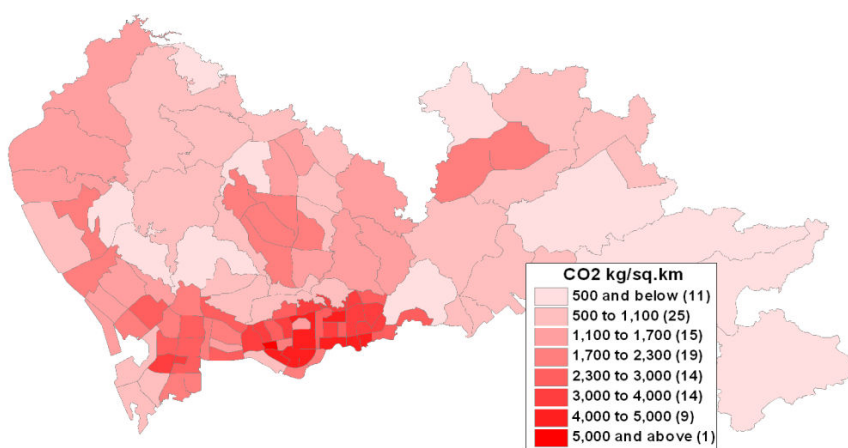 CO2 kg/sq.km
500 and below (11)
500 to 1,100 (25)
1,100 to 1,700 (15)
1,700 to 2,300 (19)
2,300 to 3,000 (14)
3,000 to 4,000 (14)
4,000 to 5,000 (9)
5,000 and above (1)